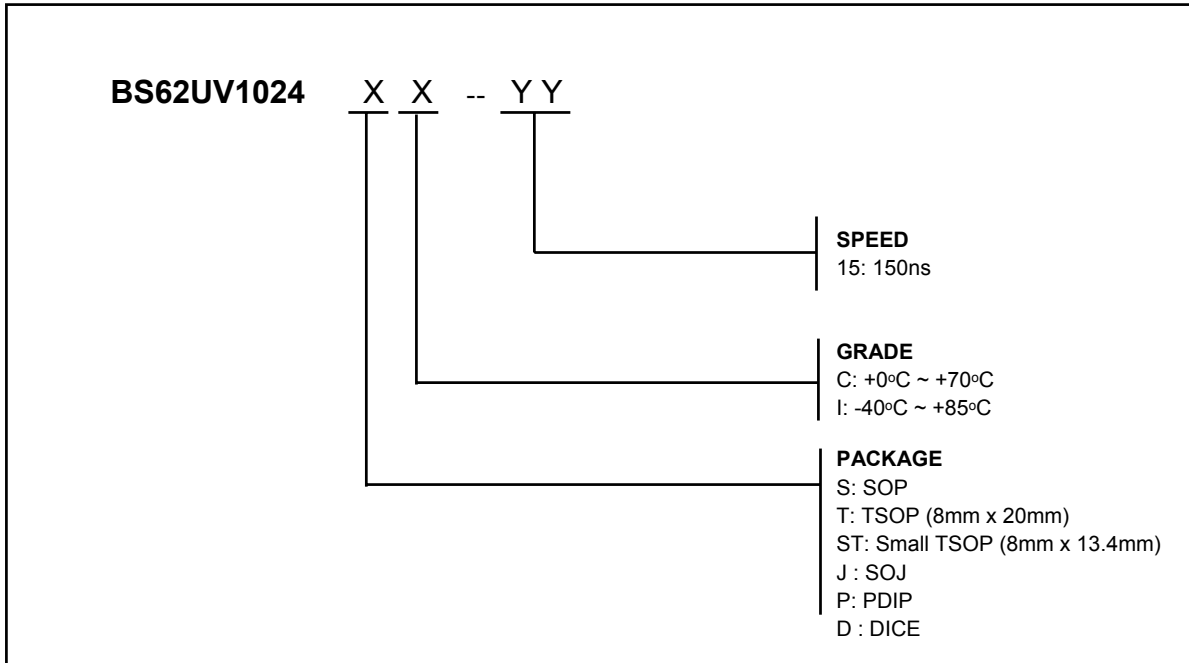 BS62UV1024 X X -- Y Y
SPEED
15: 150ns
GRADE
C: +0oC ~ +70oC
I: -40oC ~ +85oC
PACKAGE
S: SOP
T: TSOP (8mm x 20mm)
ST: Small TSOP (8mm x 13.4mm)
J : SOJ
P: PDIP
D : DICE